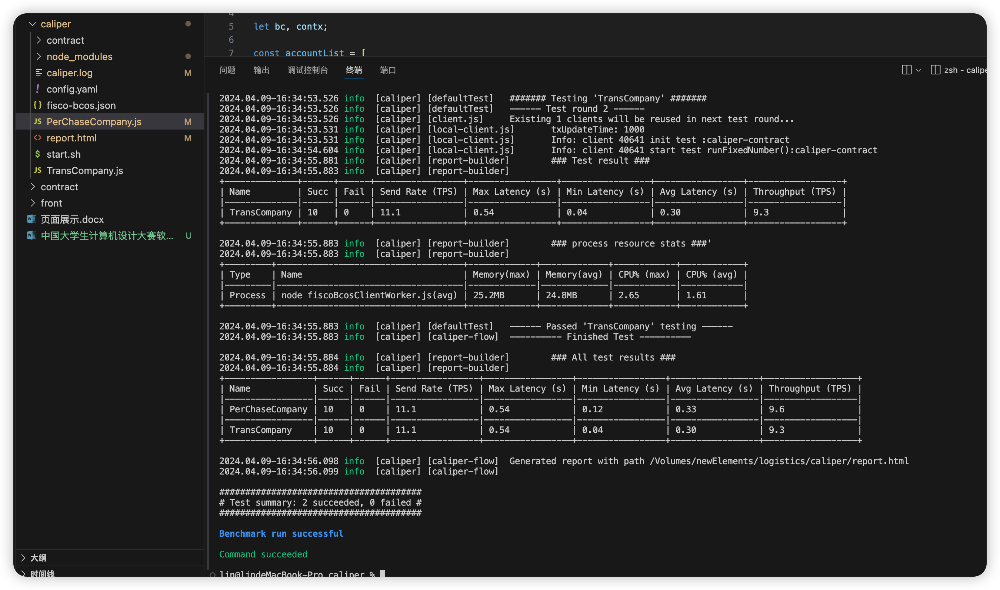 caliper
contract
node_modules
caliper.log M
config.yaml
fisco-bcos.json
PerChaseCompany.js M
report.html M
start.sh
TransCompany.js
contract
front
页面展示.docx
中国大学生计算机设计大赛软... U
大纲
时间线
4
5 let bc, contx;
6
7 const accountList = [
问题 输出 调试控制台 终端 端口
zsh - calipe
2024.04.09-16:34:53.526 info [caliper] [defaultTest] ####### Testing 'TransCompany' #######
2024.04.09-16:34:53.526 info [caliper] [defaultTest] ------ Test round 2 ------
2024.04.09-16:34:53.526 info [caliper] [client.js] Existing 1 clients will be reused in next test round...
2024.04.09-16:34:53.531 info [caliper] [local-client.js] txUpdateTime: 1000
2024.04.09-16:34:53.531 info [caliper] [local-client.js] Info: client 40641 init test :caliper-contract
2024.04.09-16:34:54.604 info [caliper] [local-client.js] Info: client 40641 start test runFixedNumber():caliper-contract
2024.04.09-16:34:55.881 info [caliper] [report-builder] ### Test result ###
2024.04.09-16:34:55.883 info [caliper] [report-builder]
| Name | Succ | Fail | Send Rate (TPS) | Max Latency (s) | Min Latency (s) | Avg Latency (s) | Throughput (TPS) |
| TransCompany | 10 | 0 | 11.1 | 0.54 | 0.04 | 0.30 | 9.3 |
2024.04.09-16:34:55.883 info [caliper] [report-builder] ### process resource stats ###'
2024.04.09-16:34:55.883 info [caliper] [report-builder]
| Type | Name | Memory(max) | Memory(avg) | CPU% (max) | CPU% (avg) |
| Process | node fiscoBcosClientWorker.js(avg) | 25.2MB | 24.8MB | 2.65 | 1.61 |
2024.04.09-16:34:55.883 info [caliper] [defaultTest] ------ Passed 'TransCompany' testing ------
2024.04.09-16:34:55.883 info [caliper] [caliper-flow] ---------- Finished Test ----------
2024.04.09-16:34:55.884 info [caliper] [report-builder] ### All test results ###
2024.04.09-16:34:55.884 info [caliper] [report-builder]
| Name | Succ | Fail | Send Rate (TPS) | Max Latency (s) | Min Latency (s) | Avg Latency (s) | Throughput (TPS) |
| PerChaseCompany | 10 | 0 | 11.1 | 0.54 | 0.12 | 0.33 | 9.6 |
| TransCompany | 10 | 0 | 11.1 | 0.54 | 0.04 | 0.30 | 9.3 |
2024.04.09-16:34:56.098 info [caliper] [caliper-flow] Generated report with path /Volumes/newElements/logistics/caliper/report.html
2024.04.09-16:34:56.099 info [caliper] [caliper-flow]
#######################################
# Test summary: 2 succeeded, 0 failed #
#######################################
Benchmark run successful
Command succeeded
lin@lindeMacBook-Pro caliper %